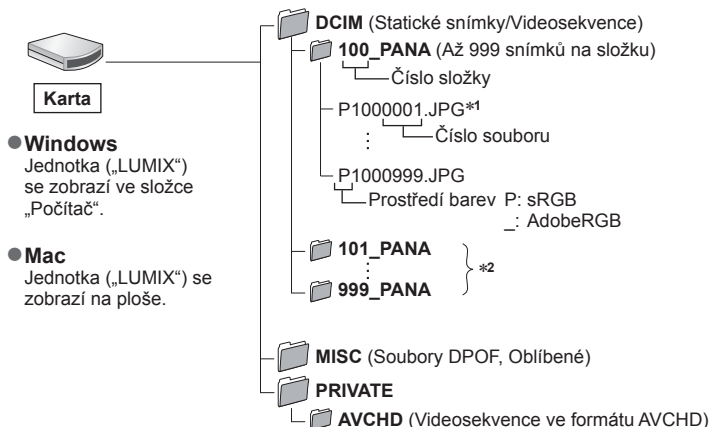 DCIM (Statické snímky/Videosekvence)
100_PANA (Až 999 snímků na složku)
Číslo složky
Karta
P1000001.JPG*1
Číslo souboru
●Windows
Jednotka („LUMIX“)
se zobrazí ve složce
„Počítač“.
P1000999.JPG
Prostředí barev P: sRGB
_: AdobeRGB
●Mac
Jednotka („LUMIX“) se
zobrazí na ploše.
101_PANA
*2
999_PANA
MISC (Soubory DPOF, Oblíbené)
PRIVATE
AVCHD (Videosekvence ve formátu AVCHD)